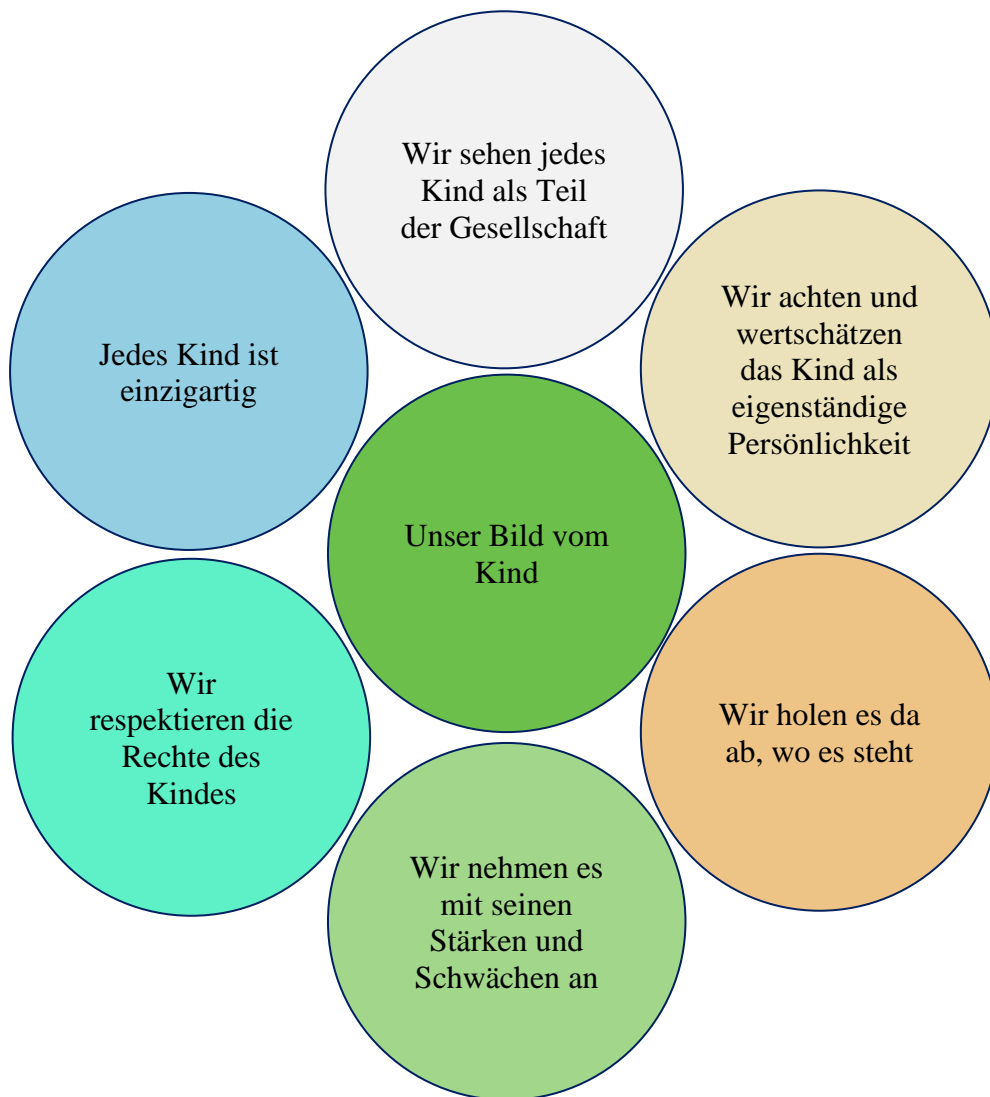 Wir sehen jedes
Kind als Teil
der Gesellschaft
Wir achten und
wertschätzen
das Kind als
eigenständige
Persönlichkeit
Jedes Kind ist
einzigartig
Unser Bild vom
Kind
Wir
respektieren die
Rechte des
Kindes
Wir holen es da
ab, wo es steht
Wir nehmen es
mit seinen
Stärken und
Schwächen an